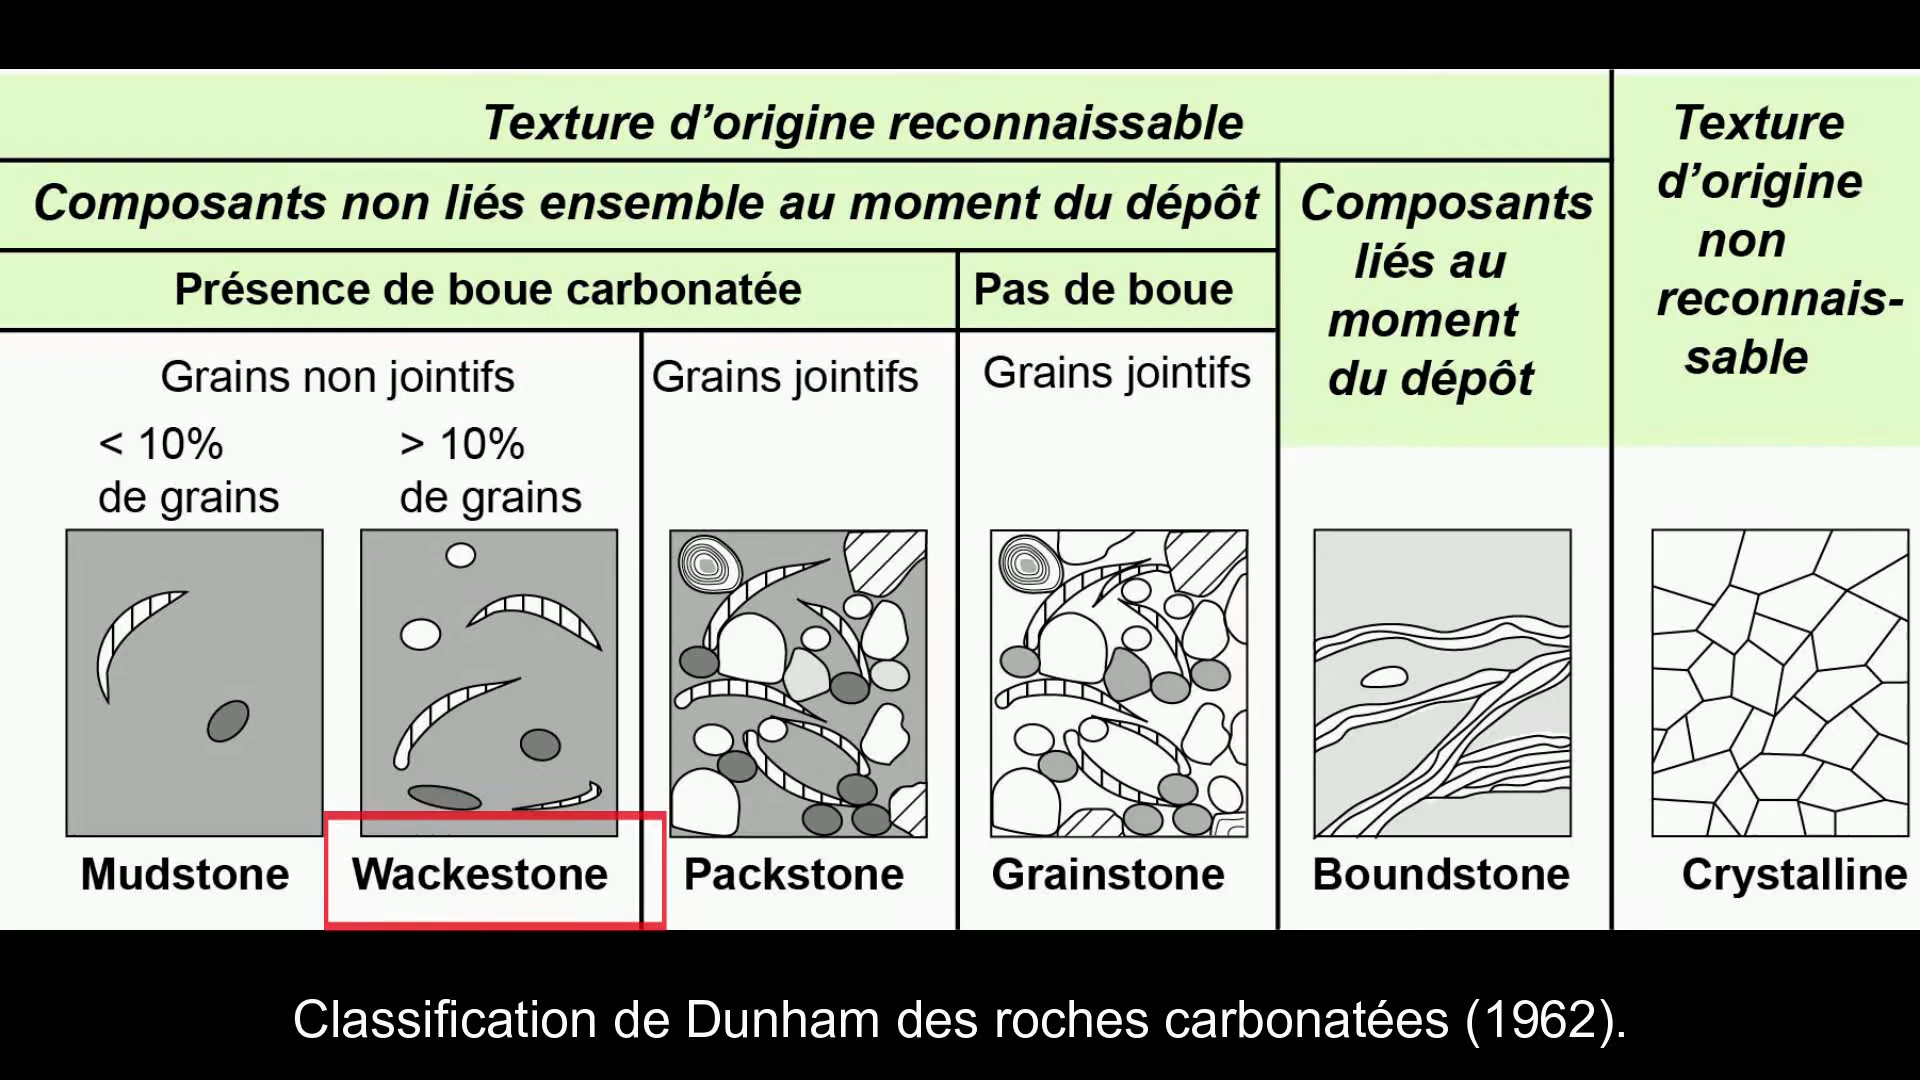 Texture d'origine reconnaissable
Texture
d'origine
non
reconnais-
sable
Composants non liés ensemble au moment du dépôt
Composants
liés au
moment
du dépôt
Présence de boue carbonatée
Pas de boue
Grains non jointifs
Grains jointifs
Grains jointifs
< 10%
de grains
> 10%
de grains
Mudstone
Wackestone
Packstone
Grainstone
Boundstone
Crystalline
Classification de Dunham des roches carbonatées (1962).